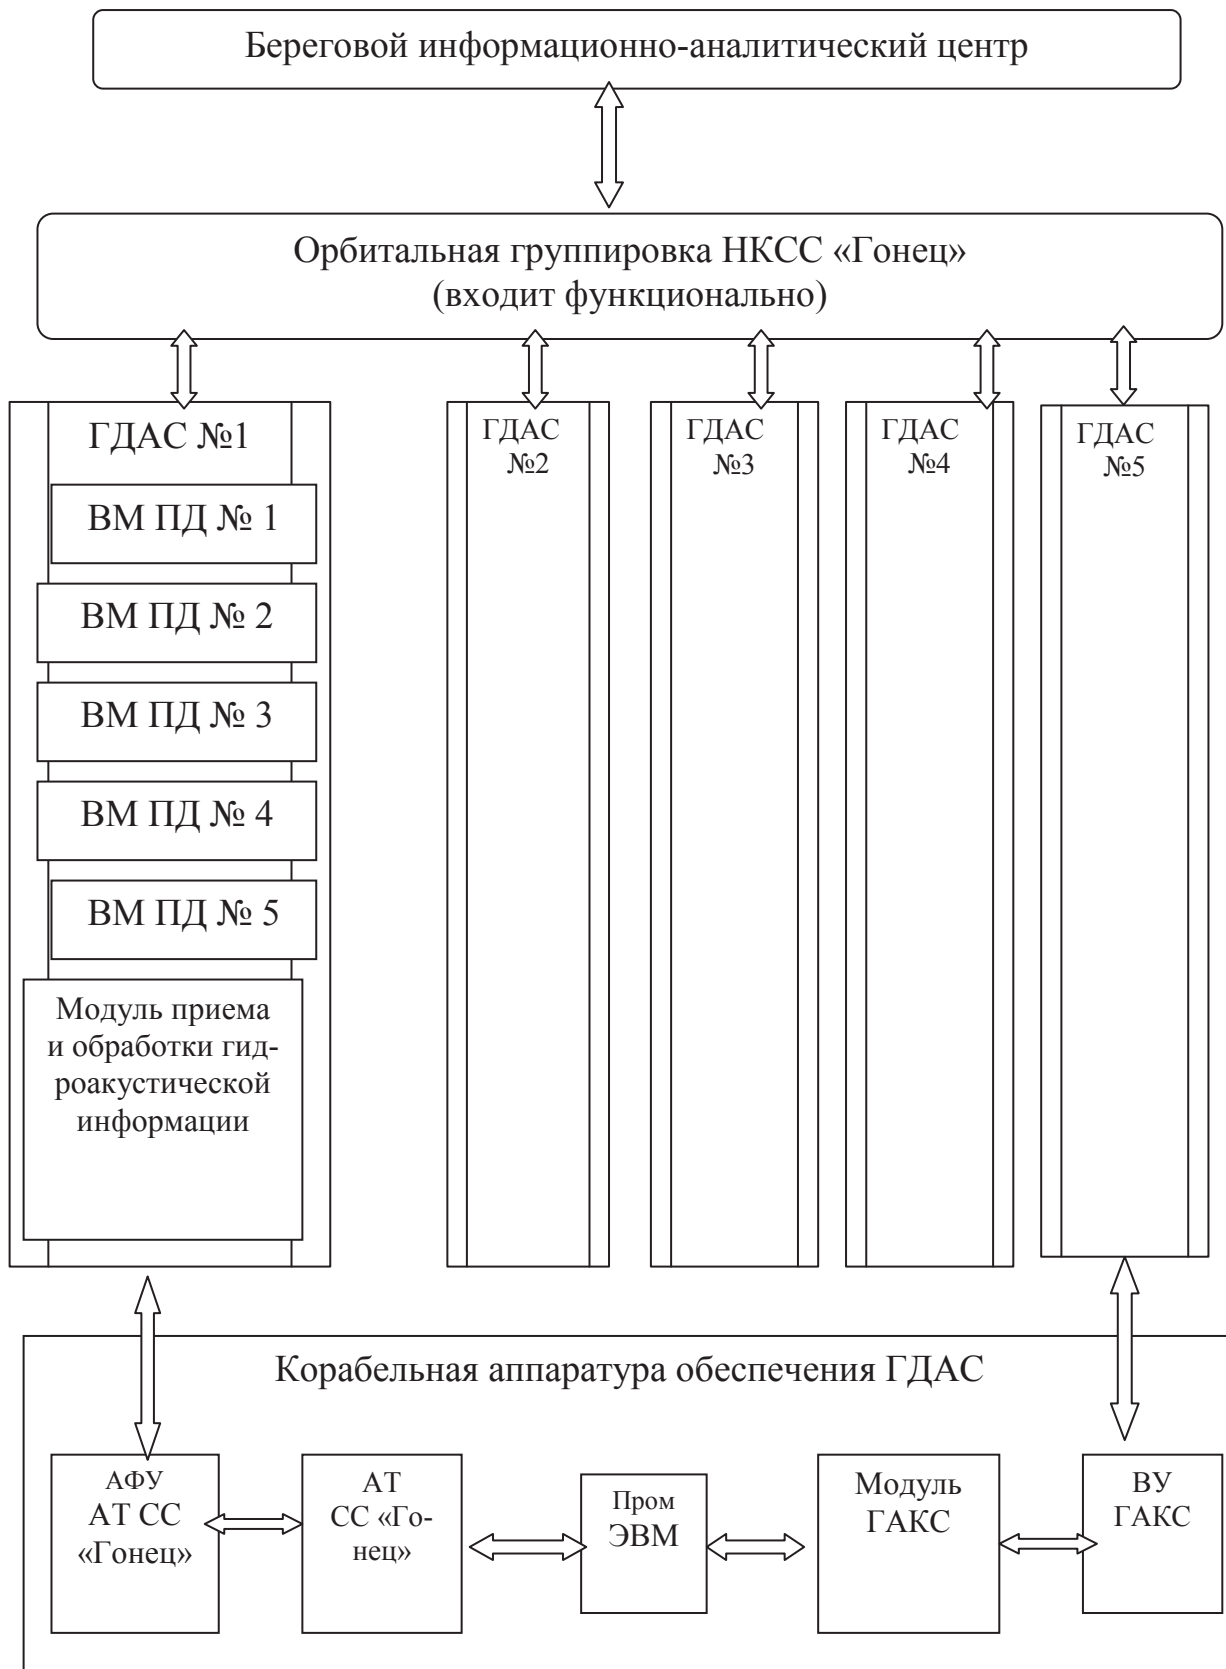 Береговой информационно-аналитический центр
Орбитальная группировка НКСС «Гонец»
(входит функционально)
ГДАС №1
ВМ ПД № 1
ВМ ПД № 2
ВМ ПД № 3
ВМ ПД № 4
ВМ ПД № 5
Модуль приема
и обработки гид-
роакустической
информации
ГДАС
№2
ГДАС
№3
ГДАС
№4
ГДАС
№5
Корабельная аппаратура обеспечения ГДАС
АФУ
АТ СС
«Гонец»
АТ
СС «Го-
нец»
Пром
ЭВМ
Модуль
ГАКС
ВУ
ГАКС